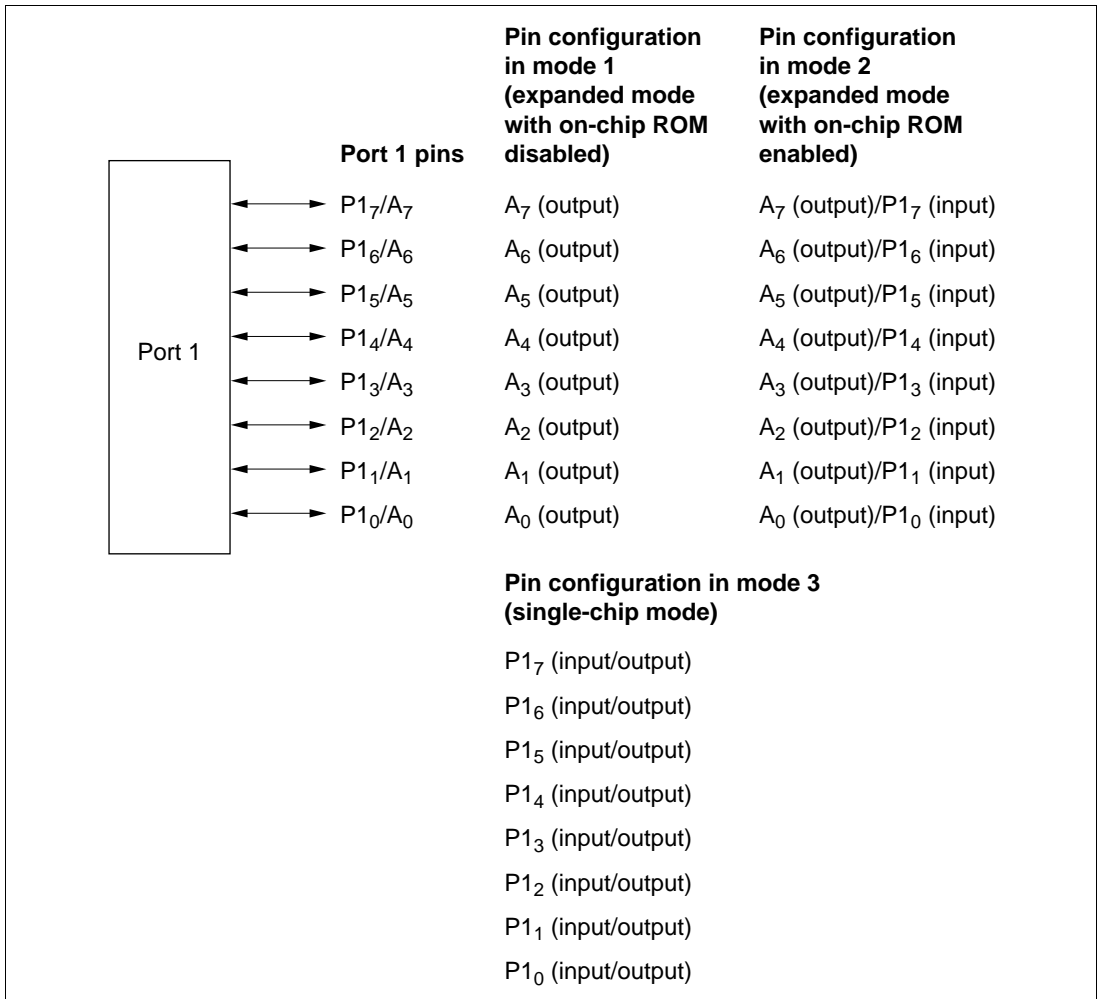 Pin configuration in mode 1 (expanded mode with on-chip ROM disabled)
Pin configuration in mode 2 (expanded mode with on-chip ROM enabled)
Port 1 pins
Port 1
P1₇/A₇ A₇ (output) A₇ (output)/P1₇ (input)
P1₆/A₆ A₆ (output) A₆ (output)/P1₆ (input)
P1₅/A₅ A₅ (output) A₅ (output)/P1₅ (input)
P1₄/A₄ A₄ (output) A₄ (output)/P1₄ (input)
P1₃/A₃ A₃ (output) A₃ (output)/P1₃ (input)
P1₂/A₂ A₂ (output) A₂ (output)/P1₂ (input)
P1₁/A₁ A₁ (output) A₁ (output)/P1₁ (input)
P1₀/A₀ A₀ (output) A₀ (output)/P1₀ (input)
Pin configuration in mode 3
(single-chip mode)
P1₇ (input/output)
P1₆ (input/output)
P1₅ (input/output)
P1₄ (input/output)
P1₃ (input/output)
P1₂ (input/output)
P1₁ (input/output)
P1₀ (input/output)